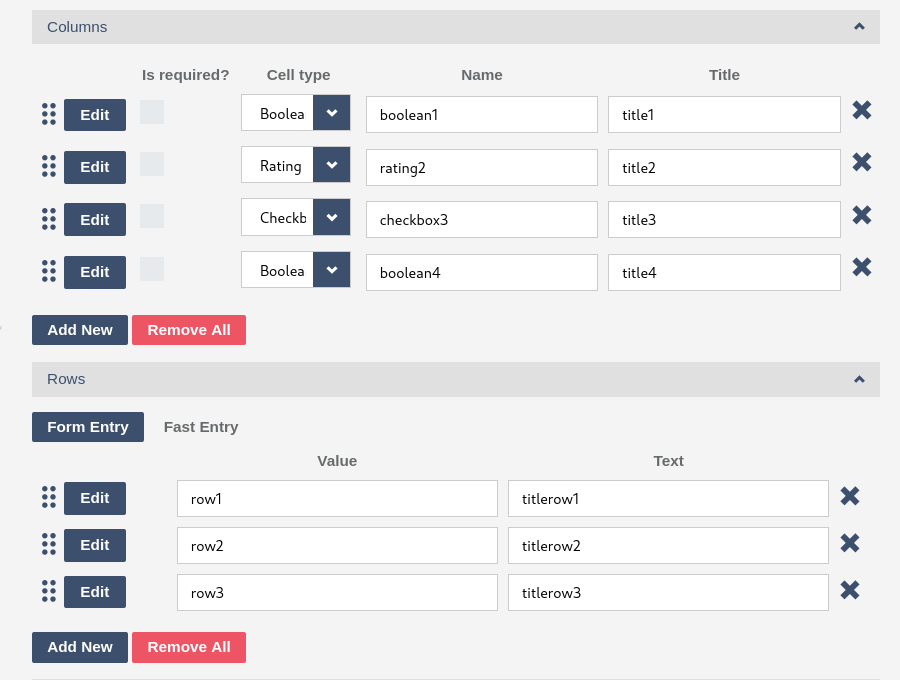 Columns
Is required? Cell type Name Title
Edit Boolea boolean1 title1
Edit Rating rating2 title2
Edit Checkb checkbox3 title3
Edit Boolea boolean4 title4
Add New Remove All
Rows
Form Entry Fast Entry
Value Text
Edit row1 titlerow1
Edit row2 titlerow2
Edit row3 titlerow3
Add New Remove All